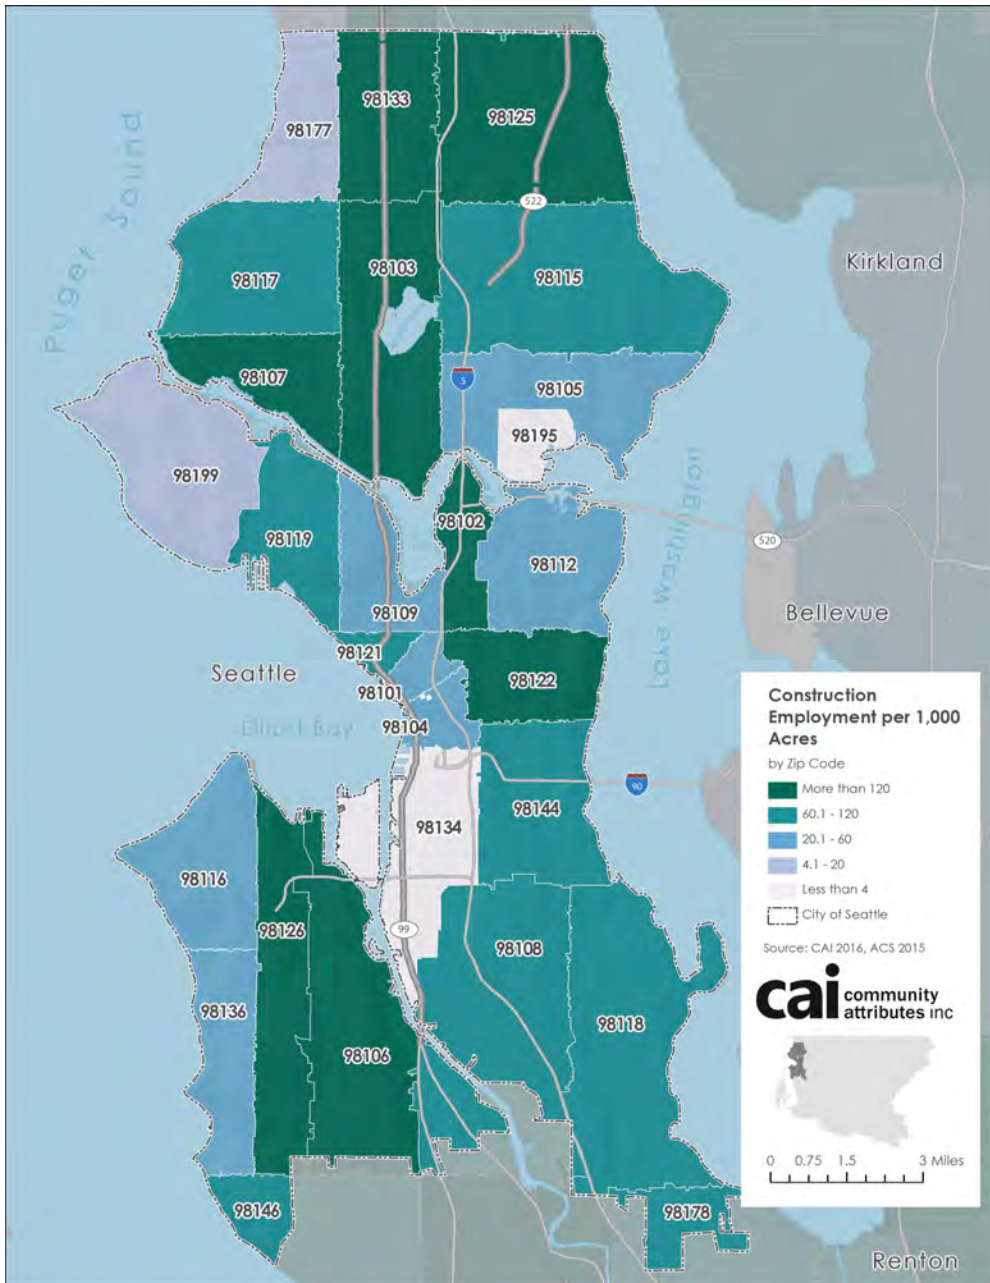 98177
98133
98125
522
Puget Sound
98117
98103
98115
Kirkland
98107
5
98105
98195
98199
98102
98119
98112
520
98109
Lake Washington
Bellevue
98121
Seattle
98101
98122
98104
Elliott Bay
90
98144
98134
98116
98126
99
98108
98136
98118
98106
98146
98178
Renton
Construction
Employment per 1,000
Acres
by Zip Code
More than 120
60.1 - 120
20.1 - 60
4.1 - 20
Less than 4
City of Seattle
Source: CAI 2016, ACS 2015
cai community
attributes inc
0 0.75 1.5 3 Miles